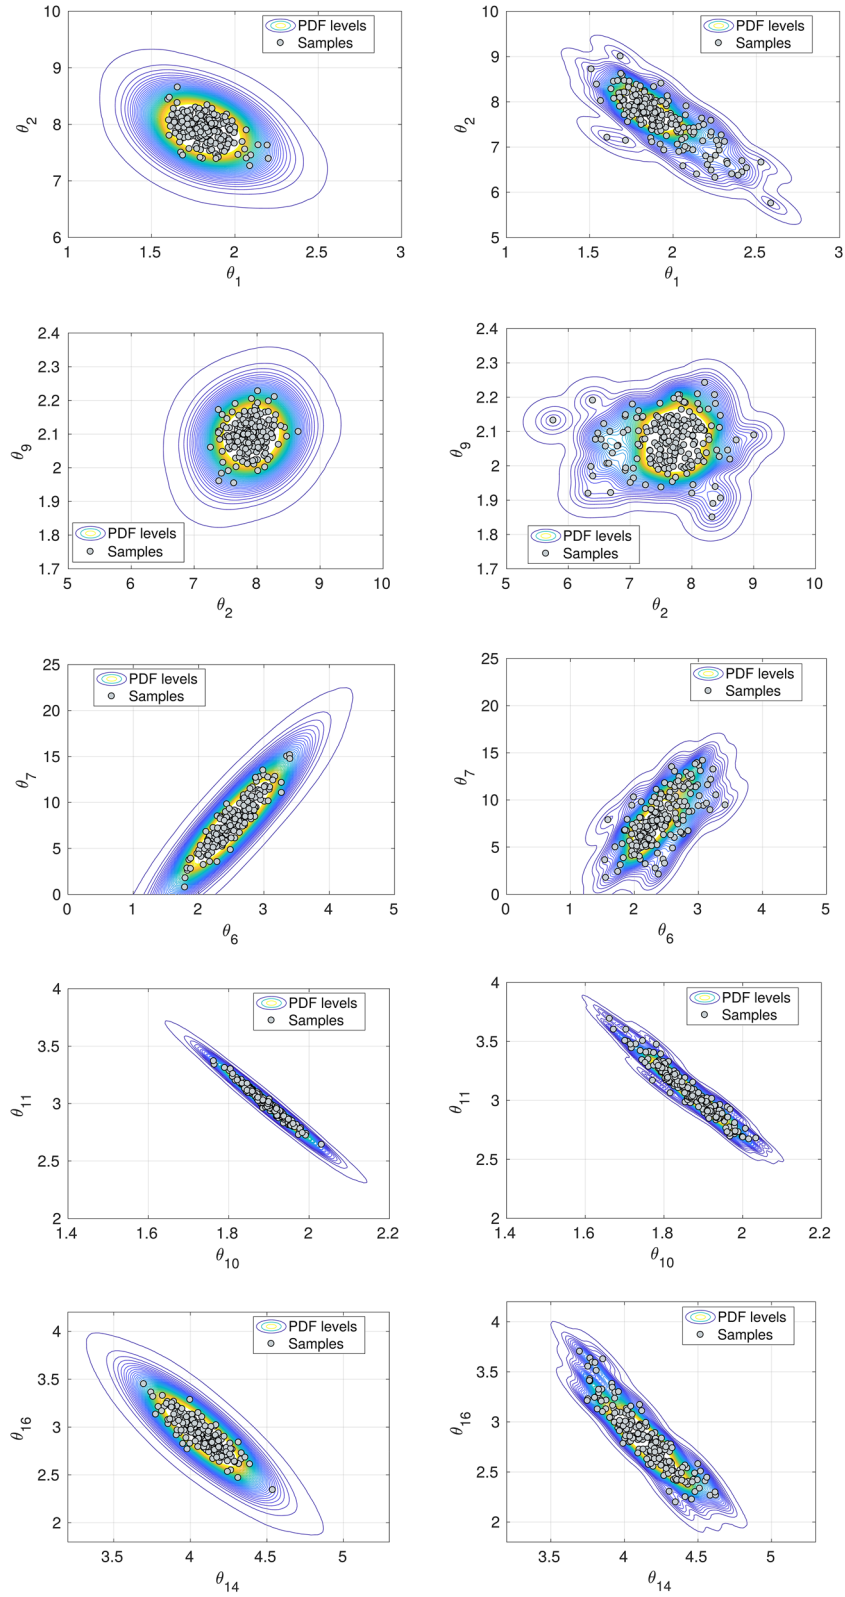 10
9
8
7
6
1
1.5
2
2.5
3
θ2
θ1
PDF levels
Samples
10
9
8
7
6
5
1
1.5
2
2.5
3
θ2
θ1
PDF levels
Samples
2.4
2.3
2.2
2.1
2
1.9
1.8
1.7
5
6
7
8
9
10
θ9
θ2
PDF levels
Samples
2.4
2.3
2.2
2.1
2
1.9
1.8
1.7
5
6
7
8
9
10
θ9
θ2
PDF levels
Samples
25
20
15
10
5
0
0
1
2
3
4
5
θ7
θ6
PDF levels
Samples
25
20
15
10
5
0
0
1
2
3
4
5
θ7
θ6
PDF levels
Samples
4
3.5
3
2.5
2
1.4
1.6
1.8
2
2.2
θ11
θ10
PDF levels
Samples
4
3.5
3
2.5
2
1.4
1.6
1.8
2
2.2
θ11
θ10
PDF levels
Samples
4
3.5
3
2.5
2
3.5
4
4.5
5
θ16
θ14
PDF levels
Samples
4
3.5
3
2.5
2
3.5
4
4.5
5
θ16
θ14
PDF levels
Samples